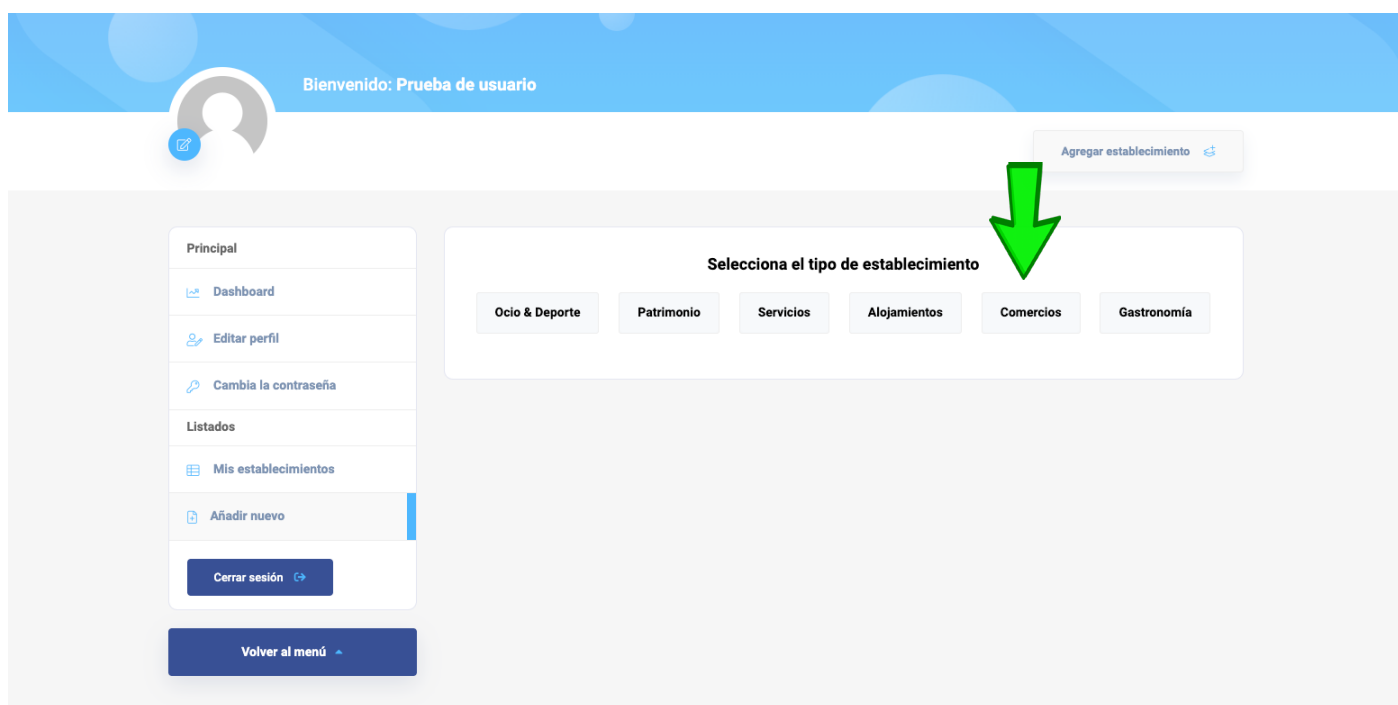 Bienvenido: Prueba de usuario
Agregar establecimiento
Principal
Dashboard
Editar perfil
Cambia la contraseña
Listados
Mis establecimientos
Añadir nuevo
Cerrar sesión
Volver al menú
Selecciona el tipo de establecimiento
Ocio & Deporte
Patrimonio
Servicios
Alojamientos
Comercios
Gastronomía